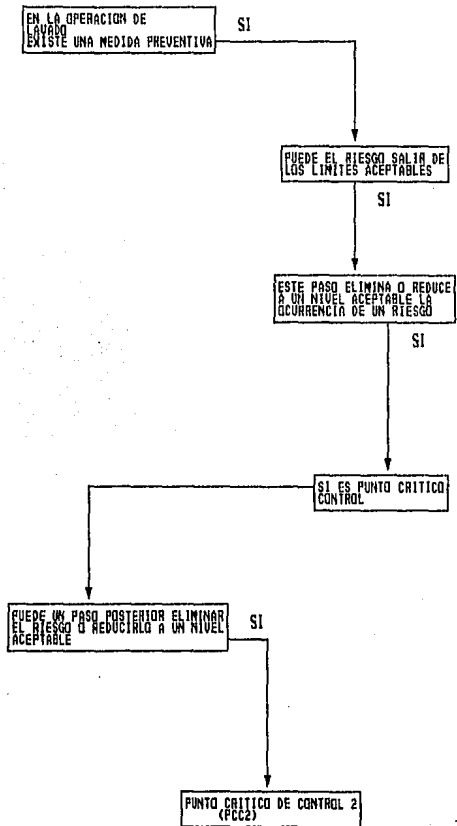 EN LA OPERACION DE
LAVADO
EXISTE UNA MEDIDA PREVENTIVA
SI
PUEDE EL RIESGO SALIR DE
LOS LIMITES ACEPTABLES
SI
ESTE PASO ELIMINA O REDUCE
A UN NIVEL ACEPTABLE LA
OCURRENCIA DE UN RIESGO
SI
SI ES PUNTO CRITICO
CONTROL
PUEDE UN PASO POSTERIOR ELIMINAR
EL RIESGO O REDUCIRLO A UN NIVEL
ACEPTABLE
SI
PUNTO CRITICO DE CONTROL 2
(PCC2)